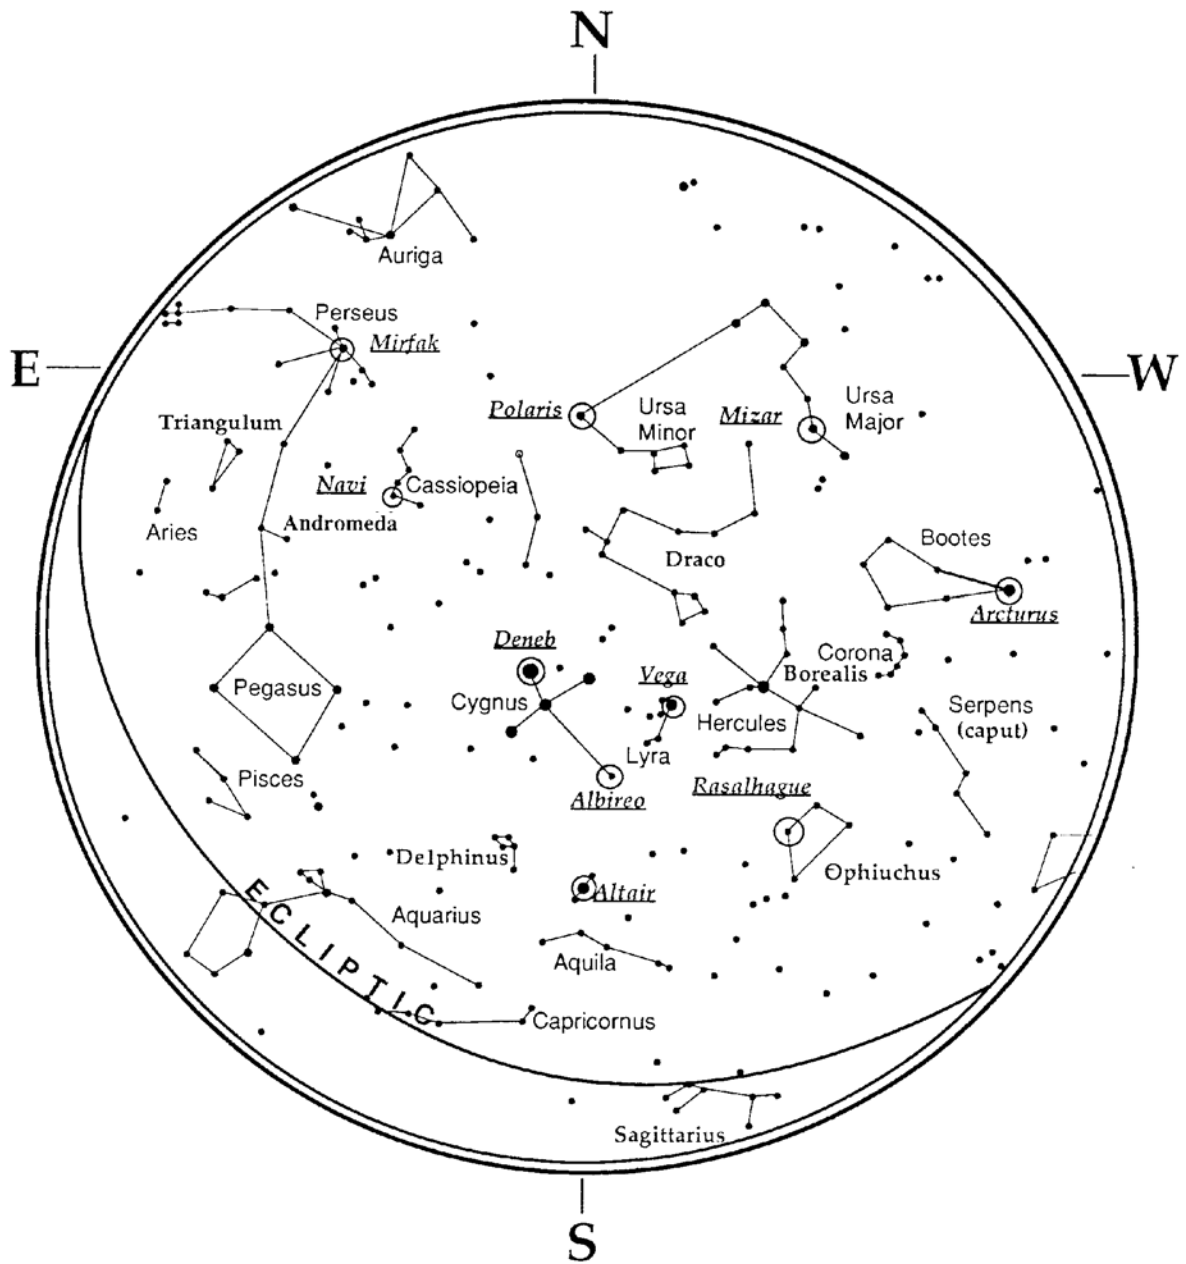 N
Auriga
Perseus
Mirfak
E
W
Triangulum
Polaris
Ursa
Minor
Mizar
Ursa
Major
Navi
Cassiopeia
Aries
Andromeda
Draco
Bootes
Arcturus
Deneb
Vega
Corona
Borealis
Pegasus
Cygnus
Hercules
Serpens
(caput)
Lyra
Pisces
Albireo
Rasalhague
Delphinus
Ophiuchus
Altair
Aquarius
ECLIPTIC
Aquila
Capricornus
Sagittarius
S